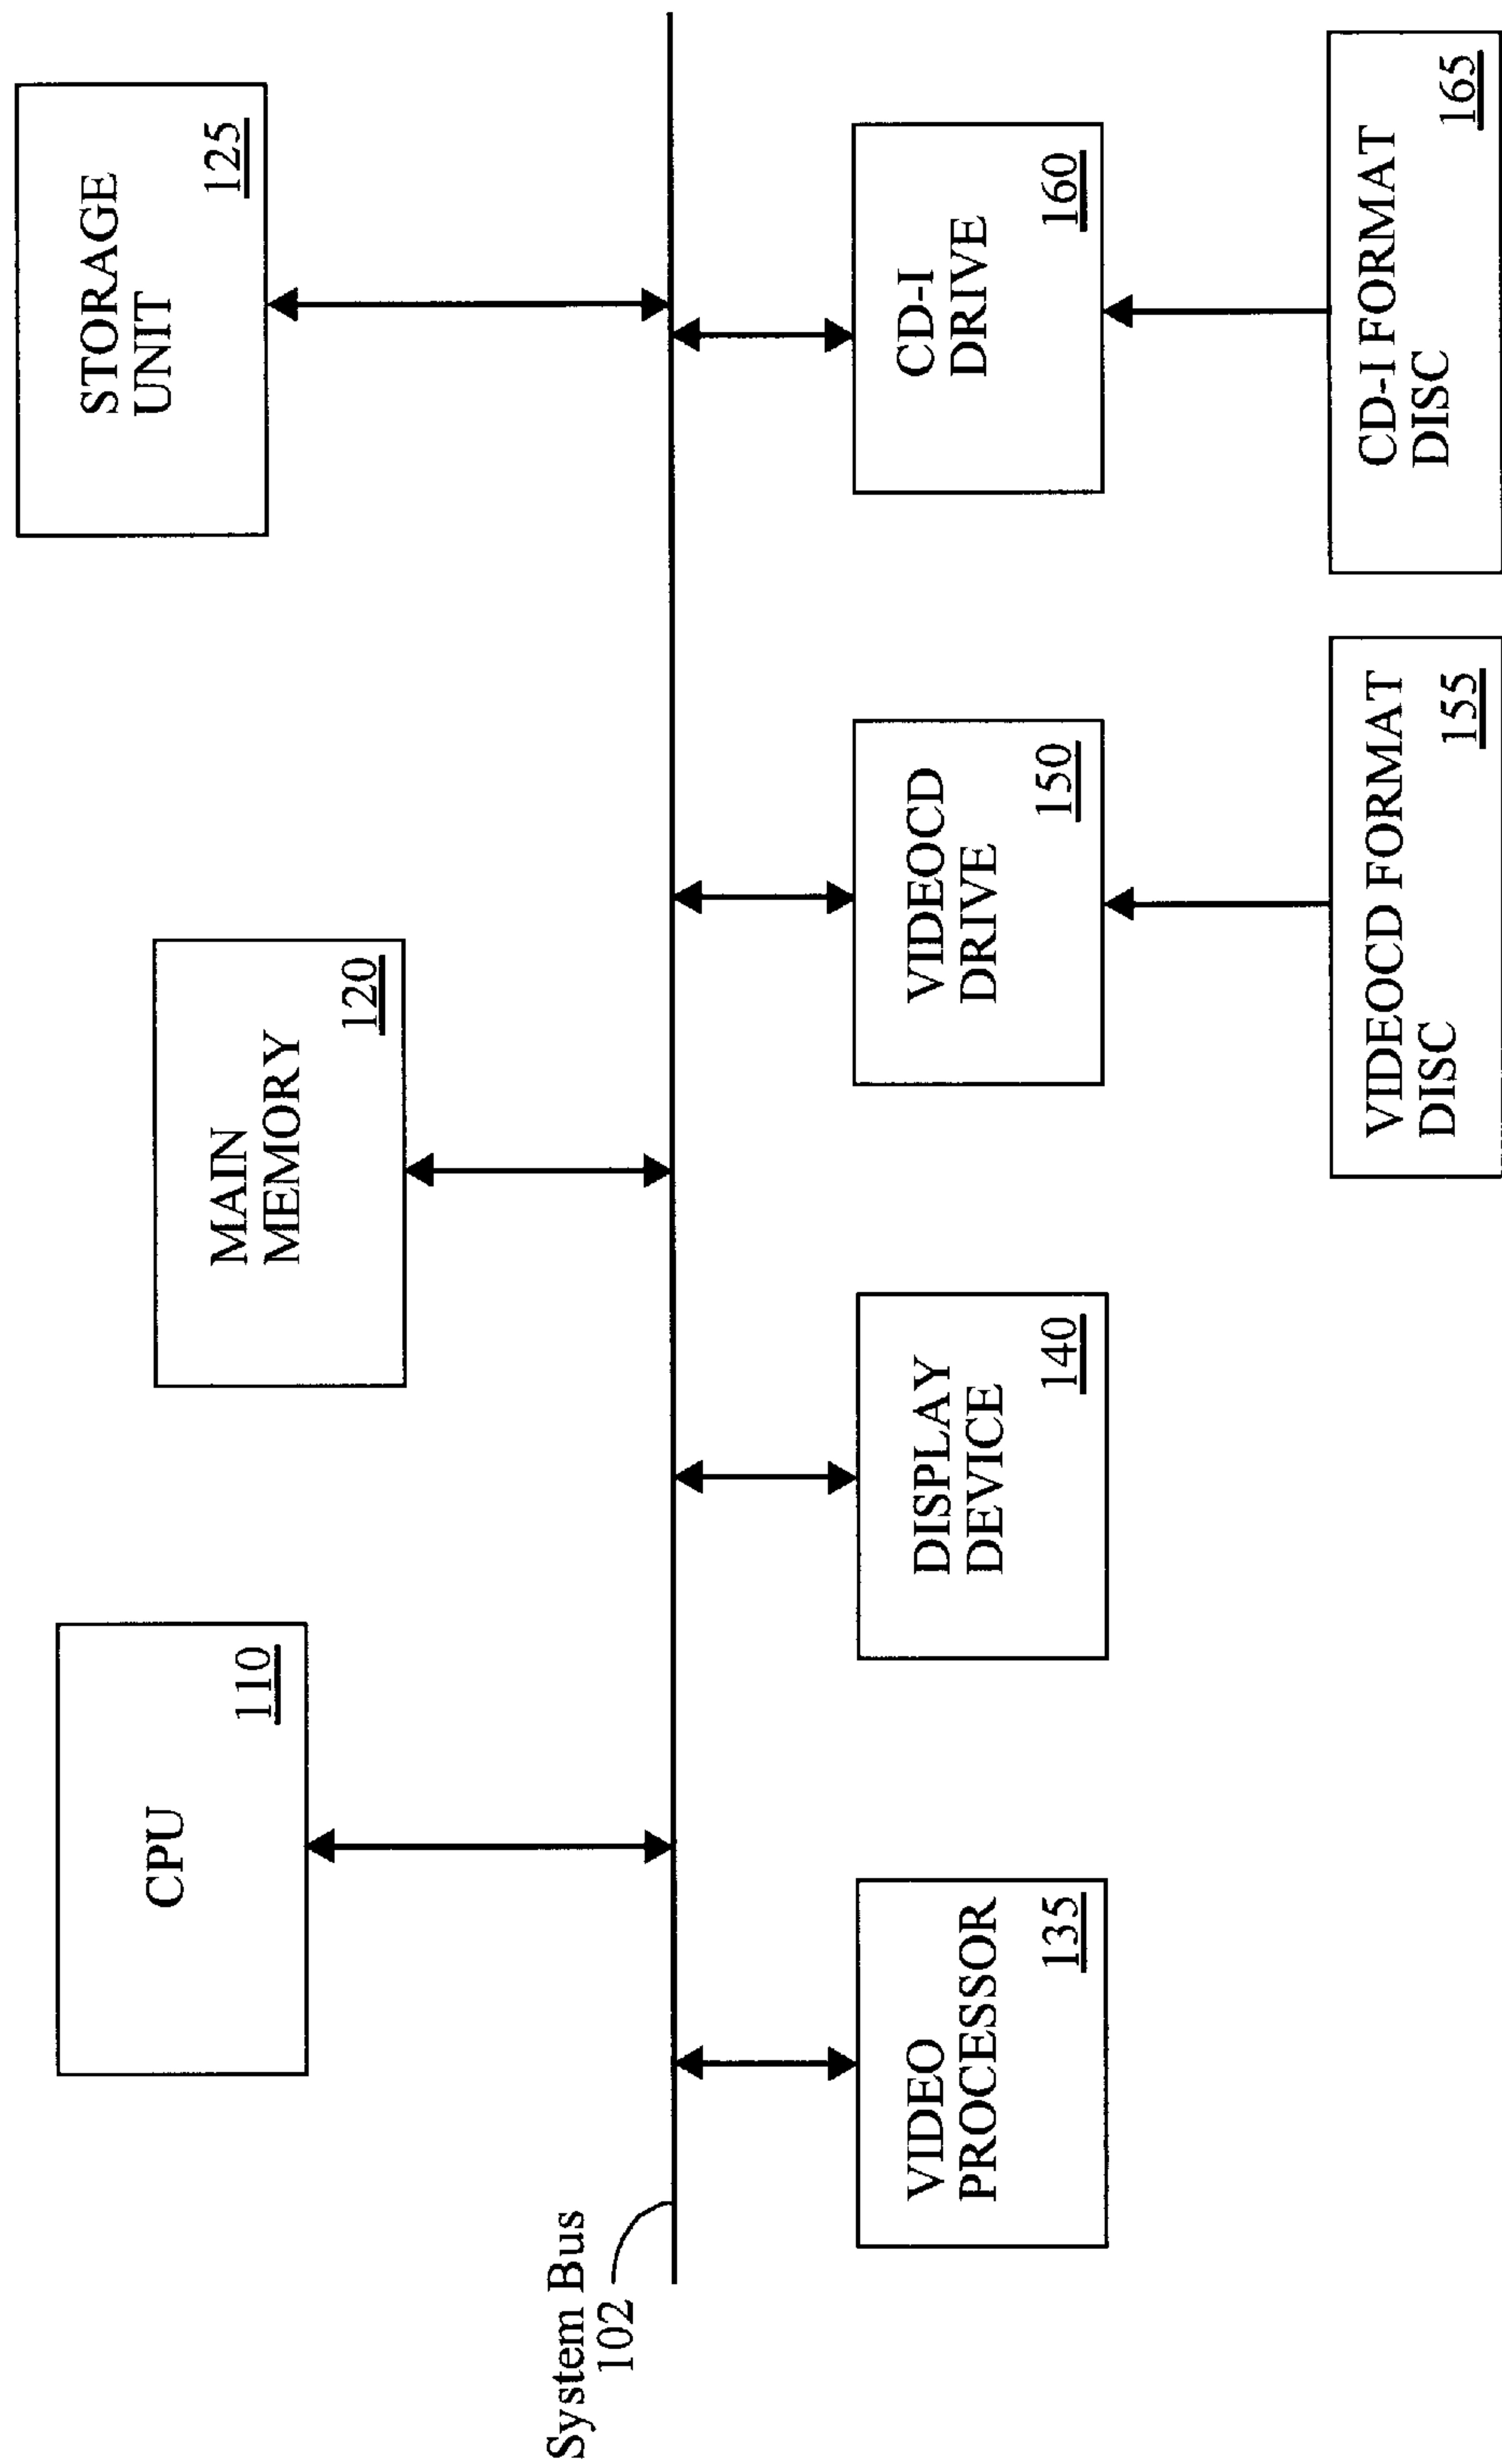 CPU
110
MAIN
MEMORY
120
STORAGE
UNIT
125
System Bus
102
VIDEO
PROCESSOR
135
DISPLAY
DEVICE
140
VIDEOCD
DRIVE
150
CD-I
DRIVE
160
VIDEOCD FORMAT
DISC
155
CD-I FORMAT
DISC
165